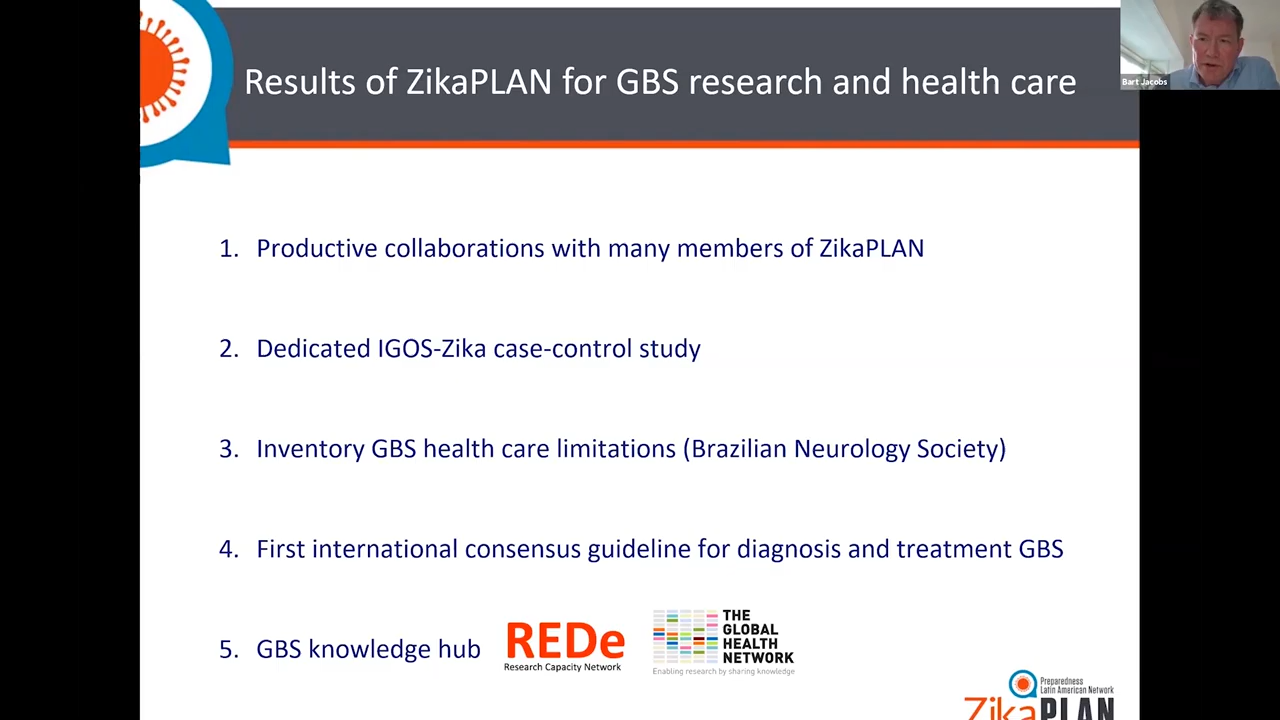 Results of ZikaPLAN for GBS research and health care
Bart Jacobs
1. Productive collaborations with many members of ZikaPLAN
2. Dedicated IGOS-Zika case-control study
3. Inventory GBS health care limitations (Brazilian Neurology Society)
4. First international consensus guideline for diagnosis and treatment GBS
5. GBS knowledge hub
REDe
Research Capacity Network
THE
GLOBAL
HEALTH
NETWORK
Enabling research by sharing knowledge
Preparedness
Latin American Network
ZikaPLAN